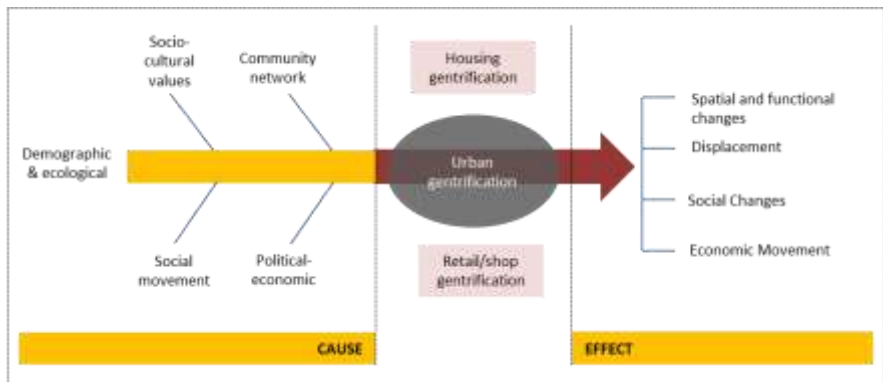 Socio-
cultural
values
Community
network
Demographic
& ecological
Social
movement
Political-
economic
CAUSE
Housing
gentrification
Urban
gentrification
Retail/shop
gentrification
Spatial and functional
changes
Displacement
Social Changes
Economic Movement
EFFECT